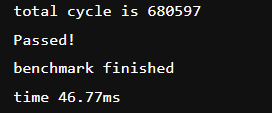 total cycle is 680597
Passed!
benchmark finished
time 46.77ms